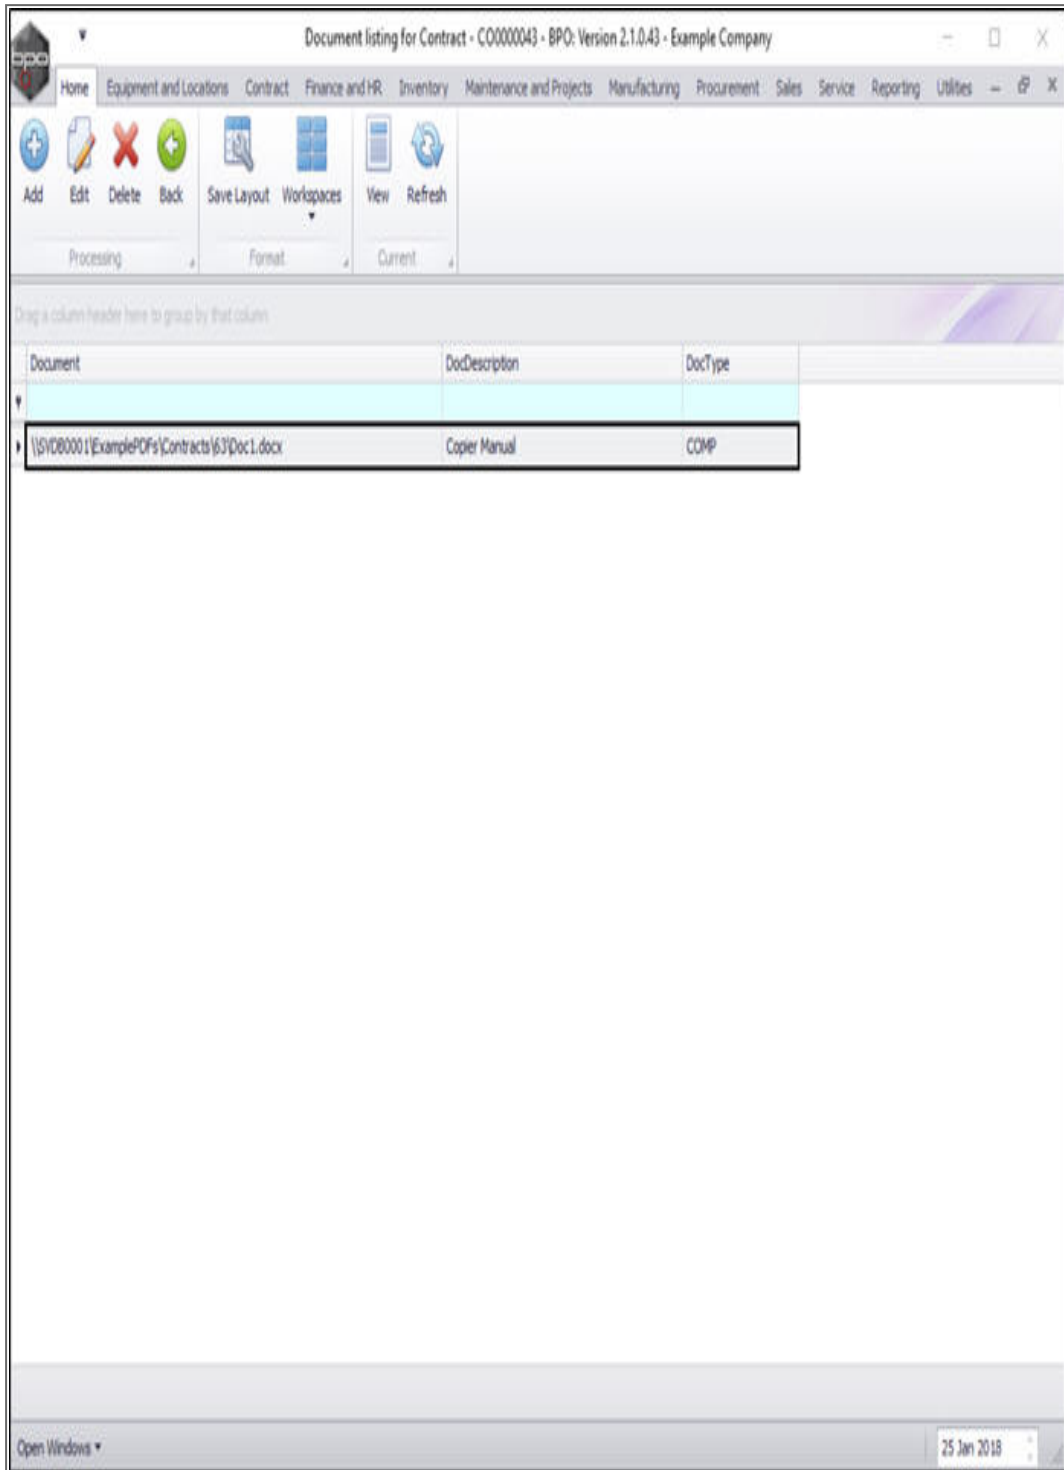 Document listing for Contract - CO0000043 - BPO: Version 2.1.0.43 - Example Company
bpo
Home Equipment and Locations Contract Finance and HR Inventory Maintenance and Projects Manufacturing Procurement Sales Service Reporting Utilities
Add Edit Delete Back Save Layout Workspaces View Refresh
Processing Format Current
Drag a column header here to group by that column
Document DocDescription DocType
\\SVDB0001\ExamplePDFs\Contracts\63\Doc1.docx Copier Manual COMP
Open Windows 25 Jan 2018